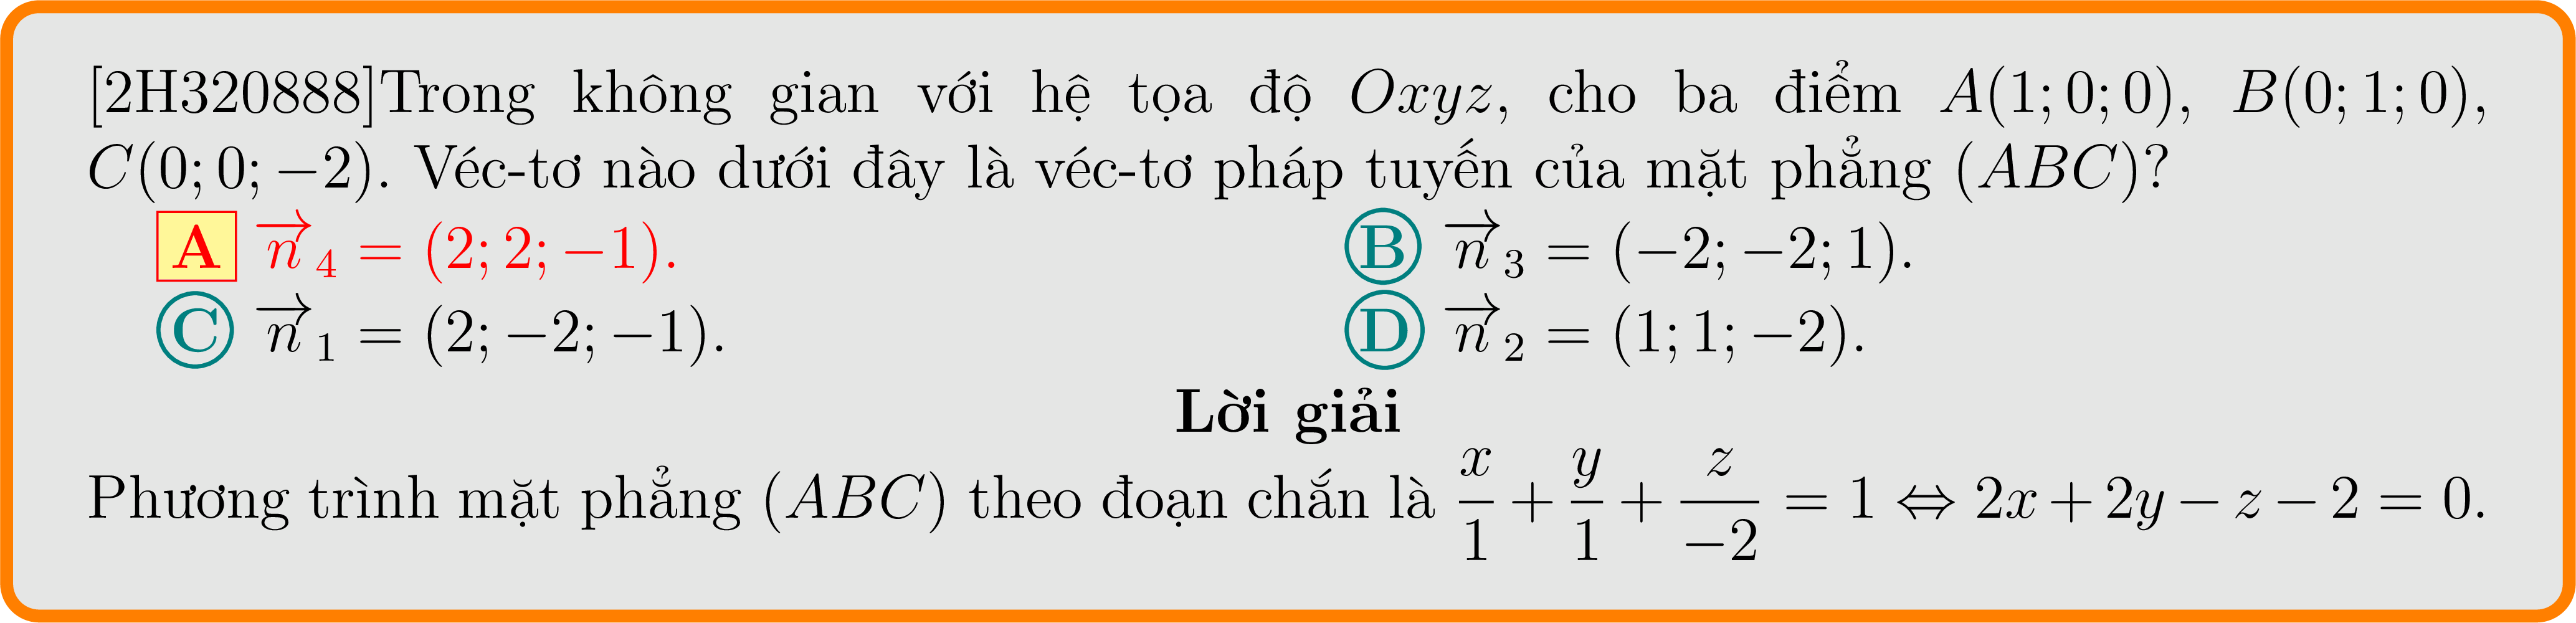 [2H320888]Trong không gian với hệ tọa độ Oxyz, cho ba điểm A(1; 0; 0), B(0; 1; 0),
C(0; 0; −2). Véc-tơ nào dưới đây là véc-tơ pháp tuyến của mặt phẳng (ABC)?
A $\overrightarrow{n}_4$ = (2; 2; −1). B $\overrightarrow{n}_3$ = (−2; −2; 1).
C $\overrightarrow{n}_1$ = (2; −2; −1). D $\overrightarrow{n}_2$ = (1; 1; −2).
Lời giải
Phương trình mặt phẳng (ABC) theo đoạn chắn là $\frac{x}{1} + \frac{y}{1} + \frac{z}{-2} = 1 \Leftrightarrow 2x + 2y - z - 2 = 0$.